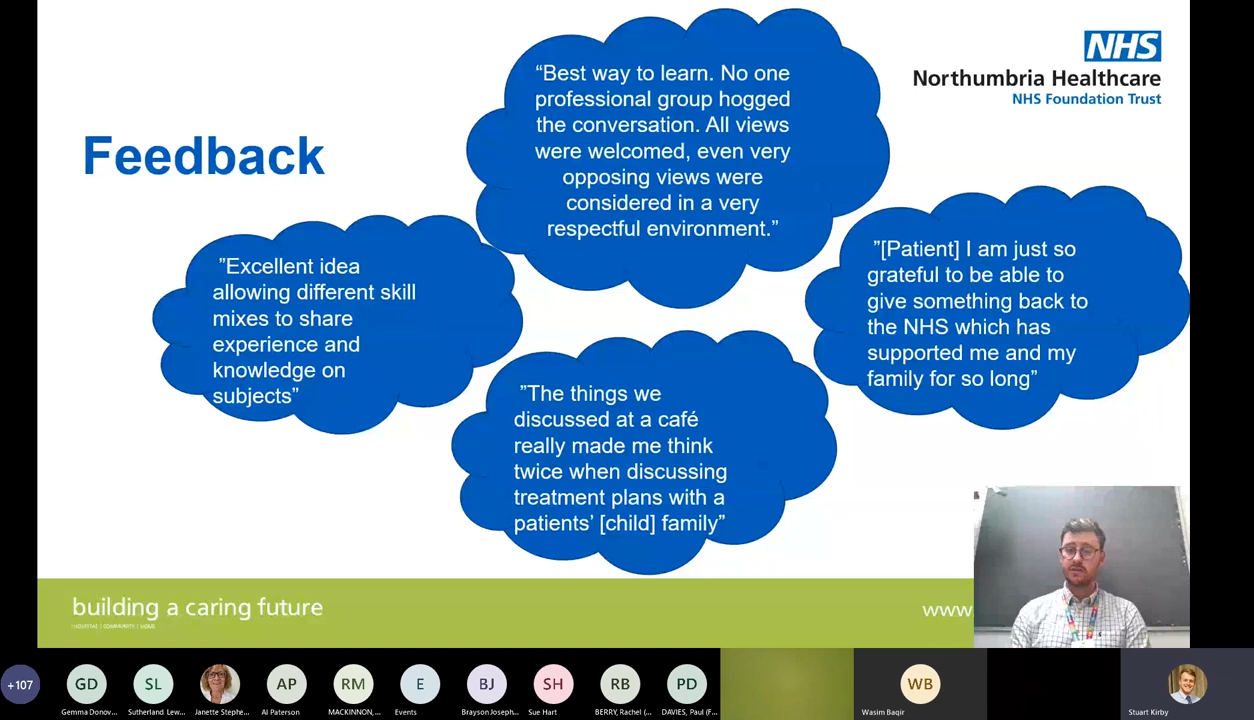 Feedback
“Best way to learn. No one
professional group hogged
the conversation. All views
were welcomed, even very
opposing views were
considered in a very
respectful environment.”
NHS
Northumbria Healthcare
NHS Foundation Trust
”Excellent idea
allowing different skill
mixes to share
experience and
knowledge on
subjects”
”The things we
discussed at a café
really made me think
twice when discussing
treatment plans with a
patients’ [child] family”
”[Patient] I am just so
grateful to be able to
give something back to
the NHS which has
supported me and my
family for so long”
building a caring future
HOSPITAL | COMMUNITY | HOME
www.
+107
GD
SL
AP
RM
E
BJ
SH
RB
PD
WB
Gemma Donov...
Sutherland Lew...
Janette Stephe...
Al Paterson
MACKINNON,...
Events
Brayson Joseph...
Sue Hart
BERRY, Rachel (...
DAVIES, Paul (F...
Wasim Baqir
Stuart Kirby